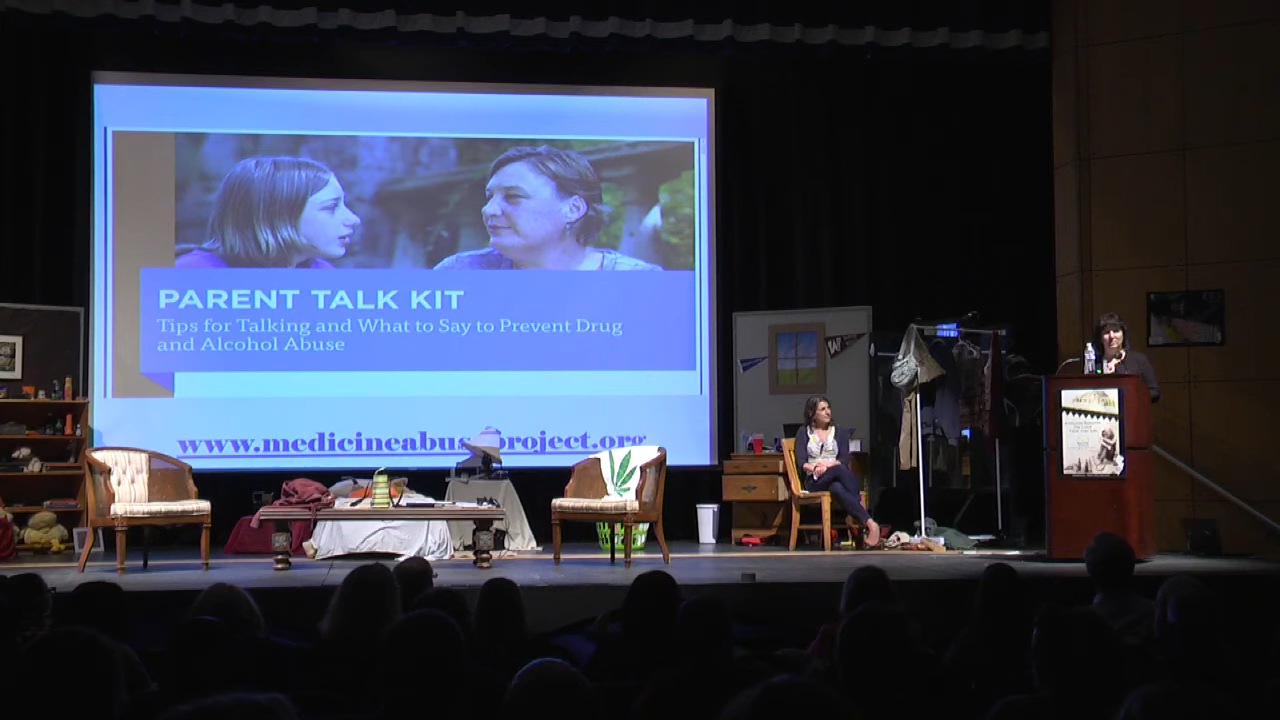 PARENT TALK KIT
Tips for Talking and What to Say to Prevent Drug
and Alcohol Abuse
www.medicineabuseproject.org
W